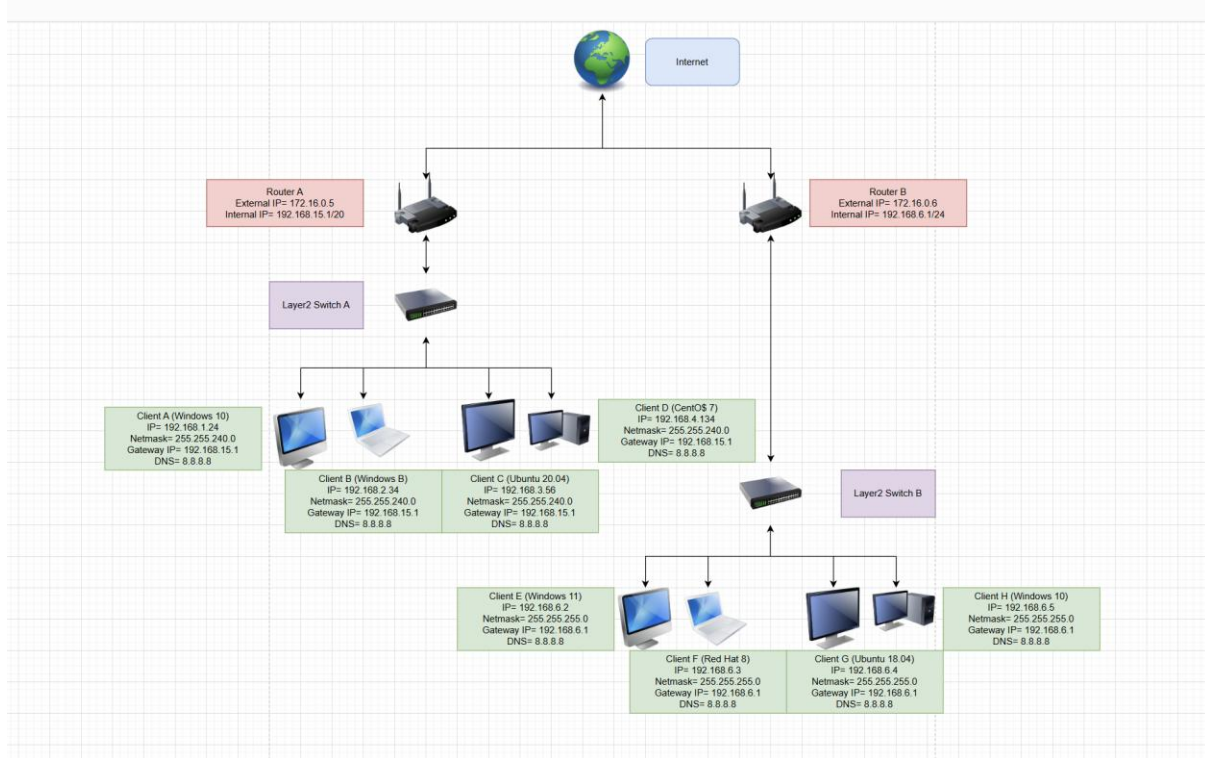 Internet
Router A
External IP= 172.16.0.5
Internal IP= 192.168.15.1/20
Router B
External IP= 172.16.0.6
Internal IP= 192.168.6.1/24
Layer2 Switch A
Client A (Windows 10)
IP= 192.168.1.24
Netmask= 255.255.240.0
Gateway IP= 192.168.15.1
DNS= 8.8.8.8
Client B (Windows B)
IP= 192.168.2.34
Netmask= 255.255.240.0
Gateway IP= 192.168.15.1
DNS= 8.8.8.8
Client C (Ubuntu 20.04)
IP= 192.168.3.56
Netmask= 255.255.240.0
Gateway IP= 192.168.15.1
DNS= 8.8.8.8
Client D (CentO$ 7)
IP= 192.168.4.134
Netmask= 255.255.240.0
Gateway IP= 192.168.15.1
DNS= 8.8.8.8
Layer2 Switch B
Client E (Windows 11)
IP= 192.168.6.2
Netmask= 255.255.255.0
Gateway IP= 192.168.6.1
DNS= 8.8.8.8
Client F (Red Hat 8)
IP= 192.168.6.3
Netmask= 255.255.255.0
Gateway IP= 192.168.6.1
DNS= 8.8.8.8
Client G (Ubuntu 18.04)
IP= 192.168.6.4
Netmask= 255.255.255.0
Gateway IP= 192.168.6.1
DNS= 8.8.8.8
Client H (Windows 10)
IP= 192.168.6.5
Netmask= 255.255.255.0
Gateway IP= 192.168.6.1
DNS= 8.8.8.8